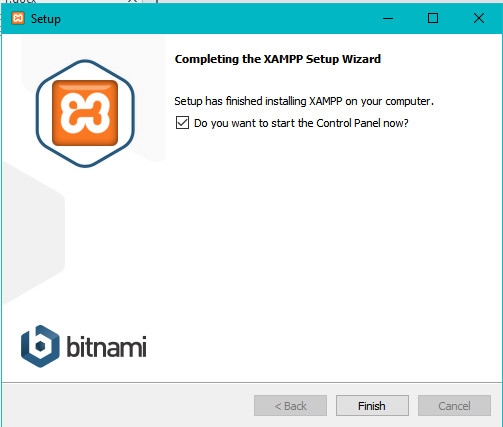 Setup
Completing the XAMPP Setup Wizard
Setup has finished installing XAMPP on your computer.
Do you want to start the Control Panel now?
bitnami
< Back
Finish
Cancel